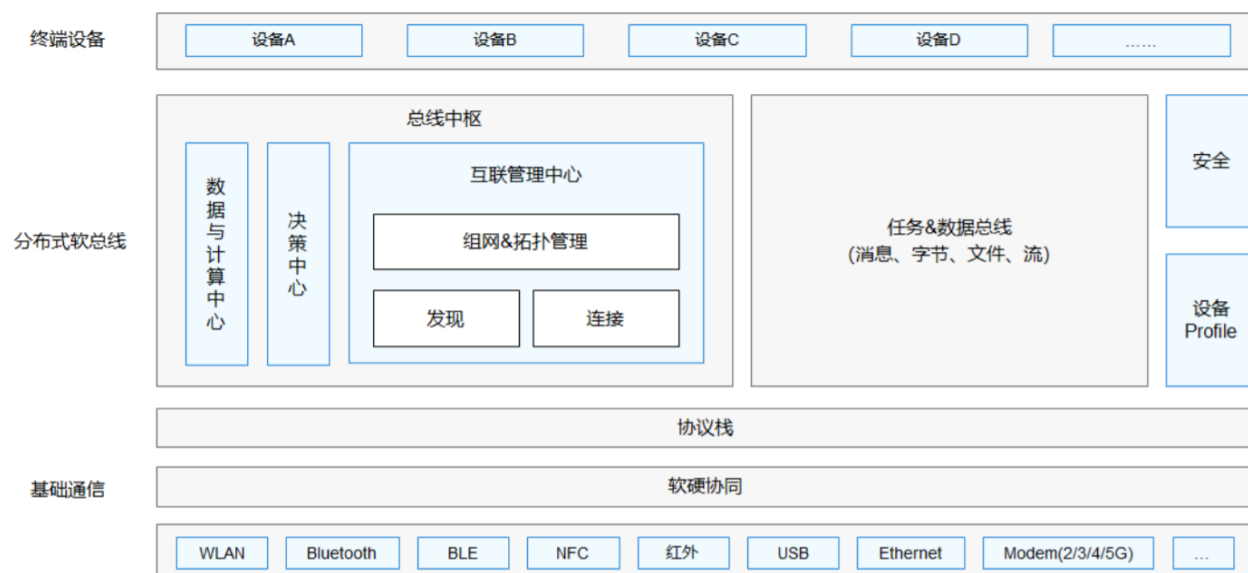 终端设备
设备A
设备B
设备C
设备D
......
分布式软总线
总线中枢
数据与计算中心
决策中心
互联管理中心
组网&拓扑管理
发现
连接
任务&数据总线
(消息、字节、文件、流)
安全
设备
Profile
协议栈
基础通信
软硬协同
WLAN
Bluetooth
BLE
NFC
红外
USB
Ethernet
Modem(2/3/4/5G)
...